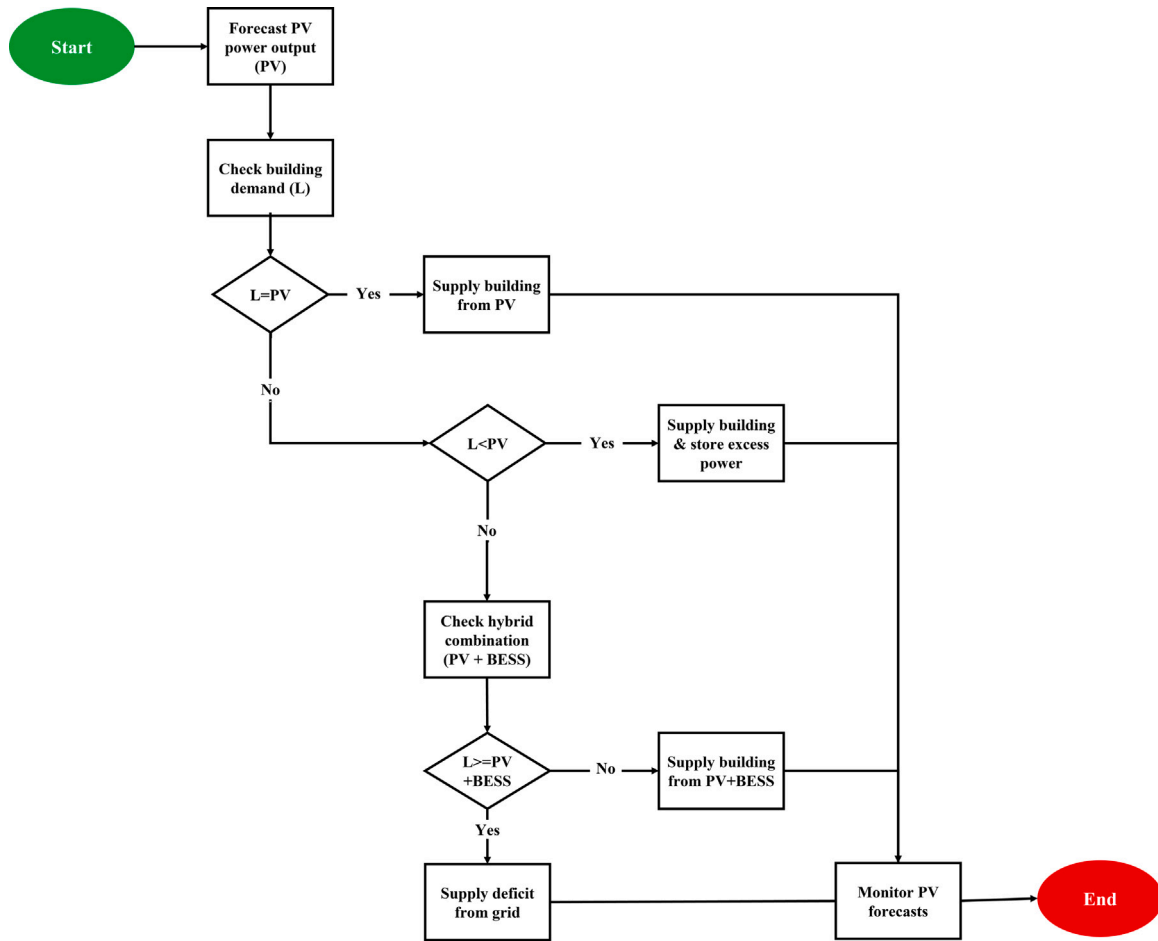 Start
Forecast PV
power output
(PV)
Check building
demand (L)
L=PV
Yes
Supply building
from PV
No
L<PV
Yes
Supply building
& store excess
power
No
Check hybrid
combination
(PV + BESS)
L>=PV
+BESS
No
Supply building
from PV+BESS
Yes
Supply deficit
from grid
Monitor PV
forecasts
End